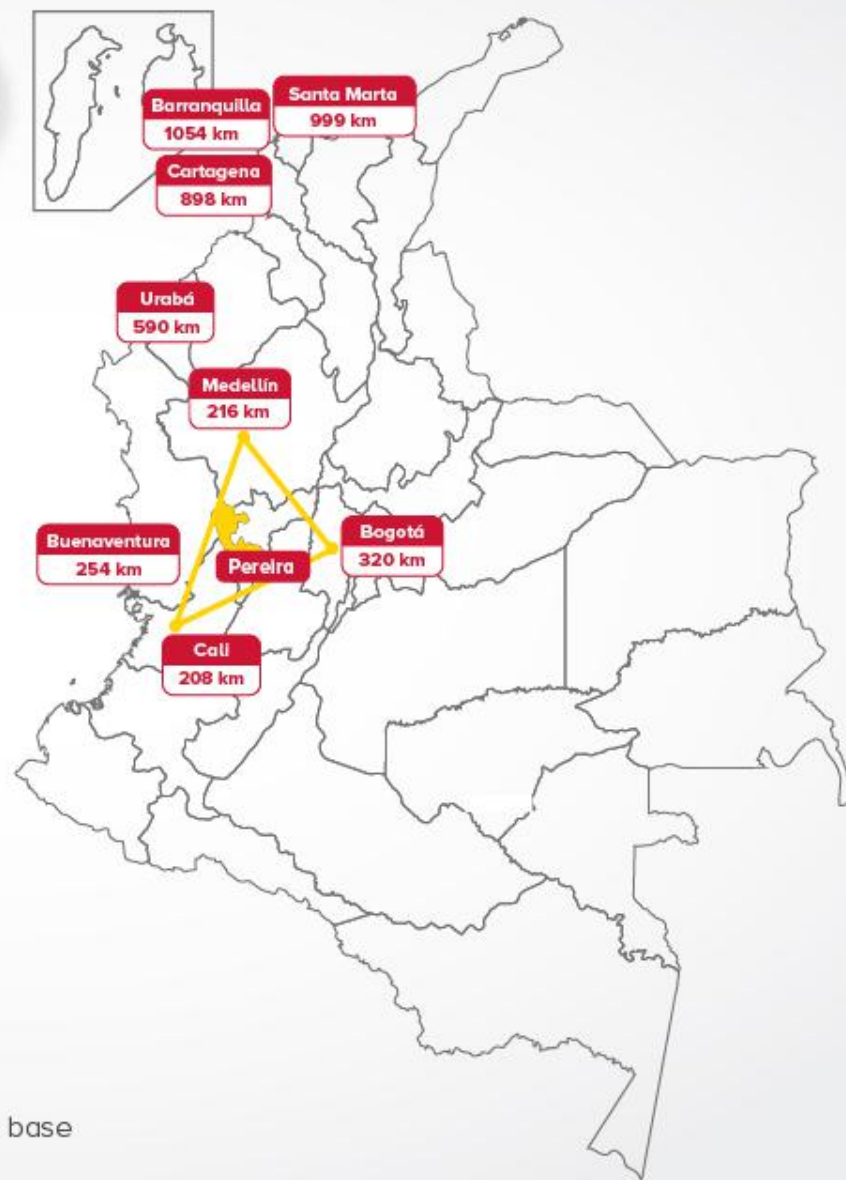 Santa Marta
999 km
Barranquilla
1054 km
Cartagena
898 km
Urabá
590 km
Medellín
216 km
Bogotá
320 km
Buenaventura
254 km
Pereira
Cali
208 km
base